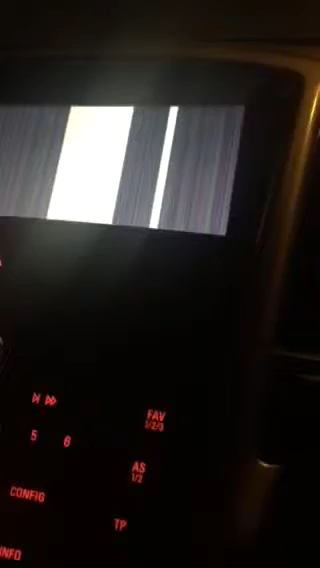 FAV
1/2/3
5 6
AS
1/2
CONFIG
TP
INFO